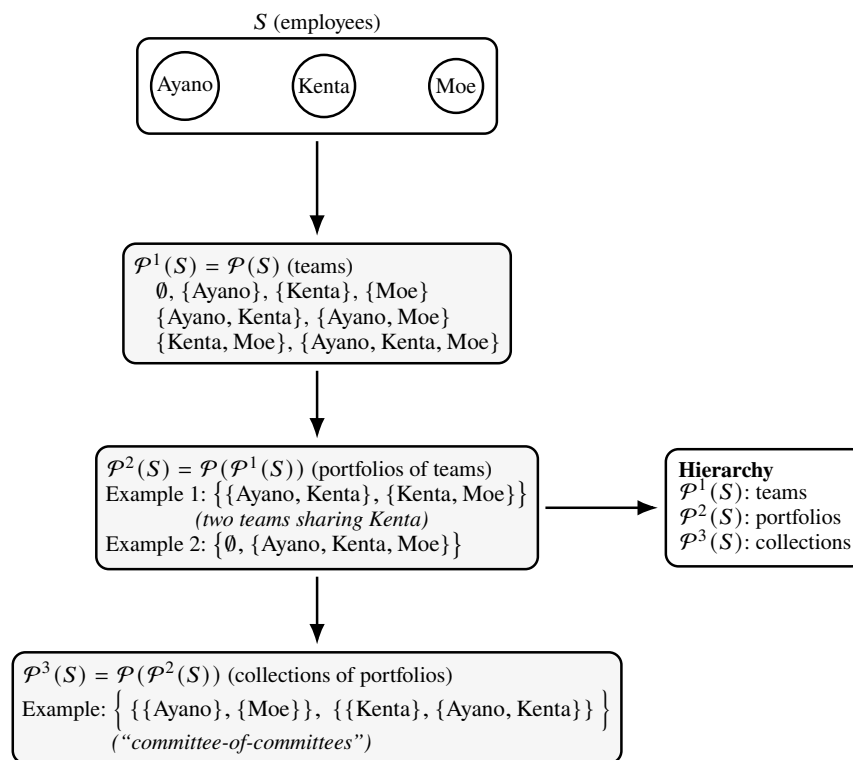 S (employees)
Ayano Kenta Moe
𝒫¹(S) = 𝒫(S) (teams)
∅, {Ayano}, {Kenta}, {Moe}
{Ayano, Kenta}, {Ayano, Moe}
{Kenta, Moe}, {Ayano, Kenta, Moe}
𝒫²(S) = 𝒫(𝒫¹(S)) (portfolios of teams)
Example 1: {{Ayano, Kenta}, {Kenta, Moe}}
(two teams sharing Kenta)
Example 2: {∅, {Ayano, Kenta, Moe}}
Hierarchy
𝒫¹(S): teams
𝒫²(S): portfolios
𝒫³(S): collections
𝒫³(S) = 𝒫(𝒫²(S)) (collections of portfolios)
Example: { {{Ayano}, {Moe}}, {{Kenta}, {Ayano, Kenta}} }
(“committee-of-committees”)